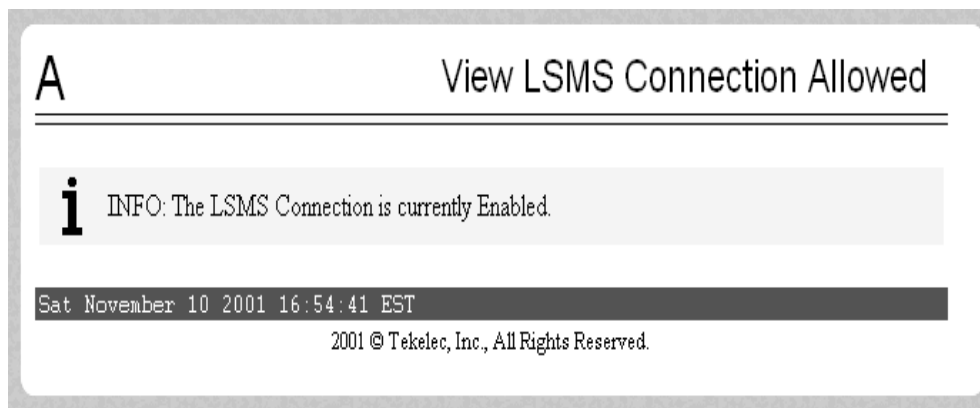 A
View LSMS Connection Allowed
i
INFO: The LSMS Connection is currently Enabled.
Sat November 10 2001 16:54:41 EST
2001 © Tekelec, Inc., All Rights Reserved.